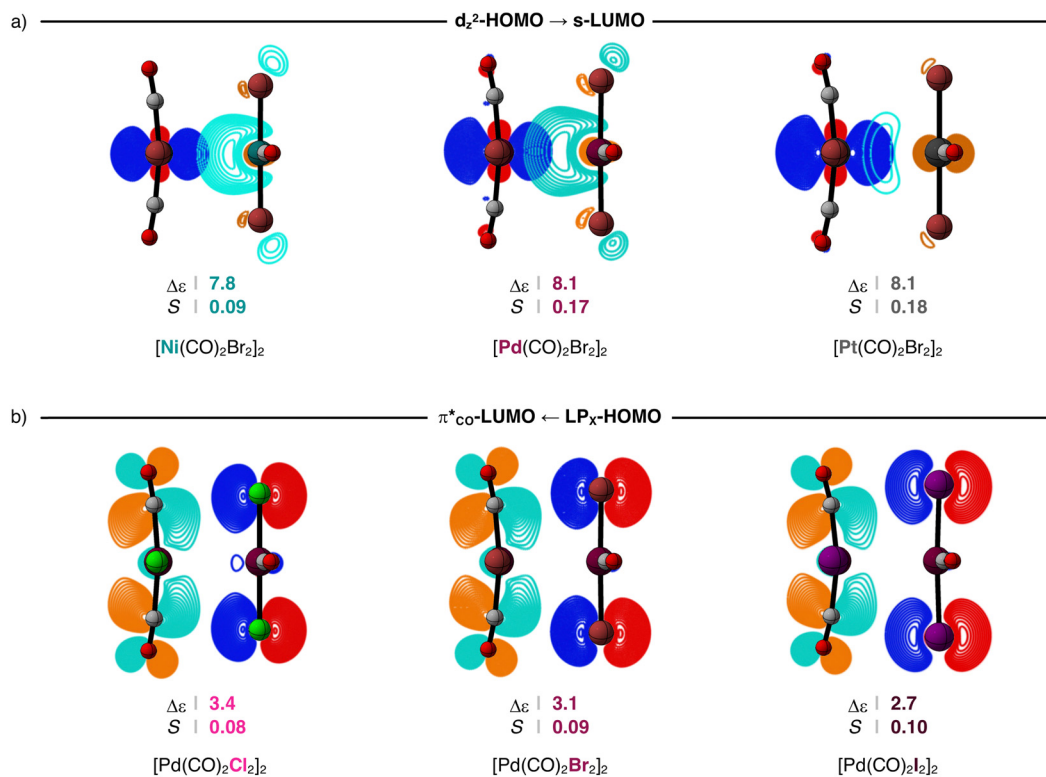 a) d_z²-HOMO → s-LUMO
Δε | 7.8
S | 0.09
[Ni(CO)₂Br₂]₂
Δε | 8.1
S | 0.17
[Pd(CO)₂Br₂]₂
Δε | 8.1
S | 0.18
[Pt(CO)₂Br₂]₂
b) π*CO-LUMO ← LPX-HOMO
Δε | 3.4
S | 0.08
[Pd(CO)₂Cl₂]₂
Δε | 3.1
S | 0.09
[Pd(CO)₂Br₂]₂
Δε | 2.7
S | 0.10
[Pd(CO)₂I₂]₂